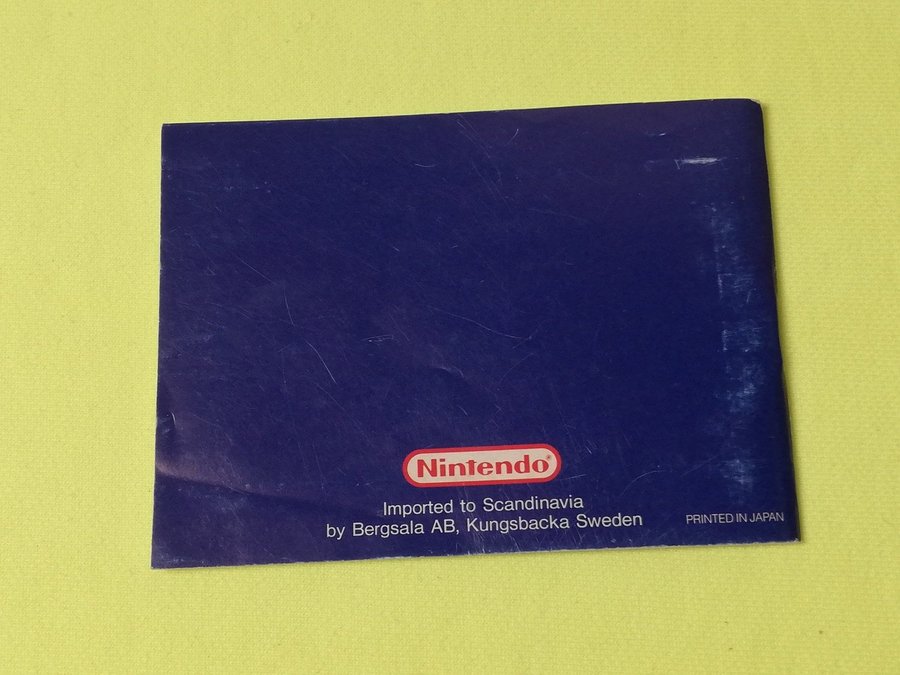 Nintendo®
Imported to Scandinavia
by Bergsala AB, Kungsbacka Sweden
PRINTED IN JAPAN